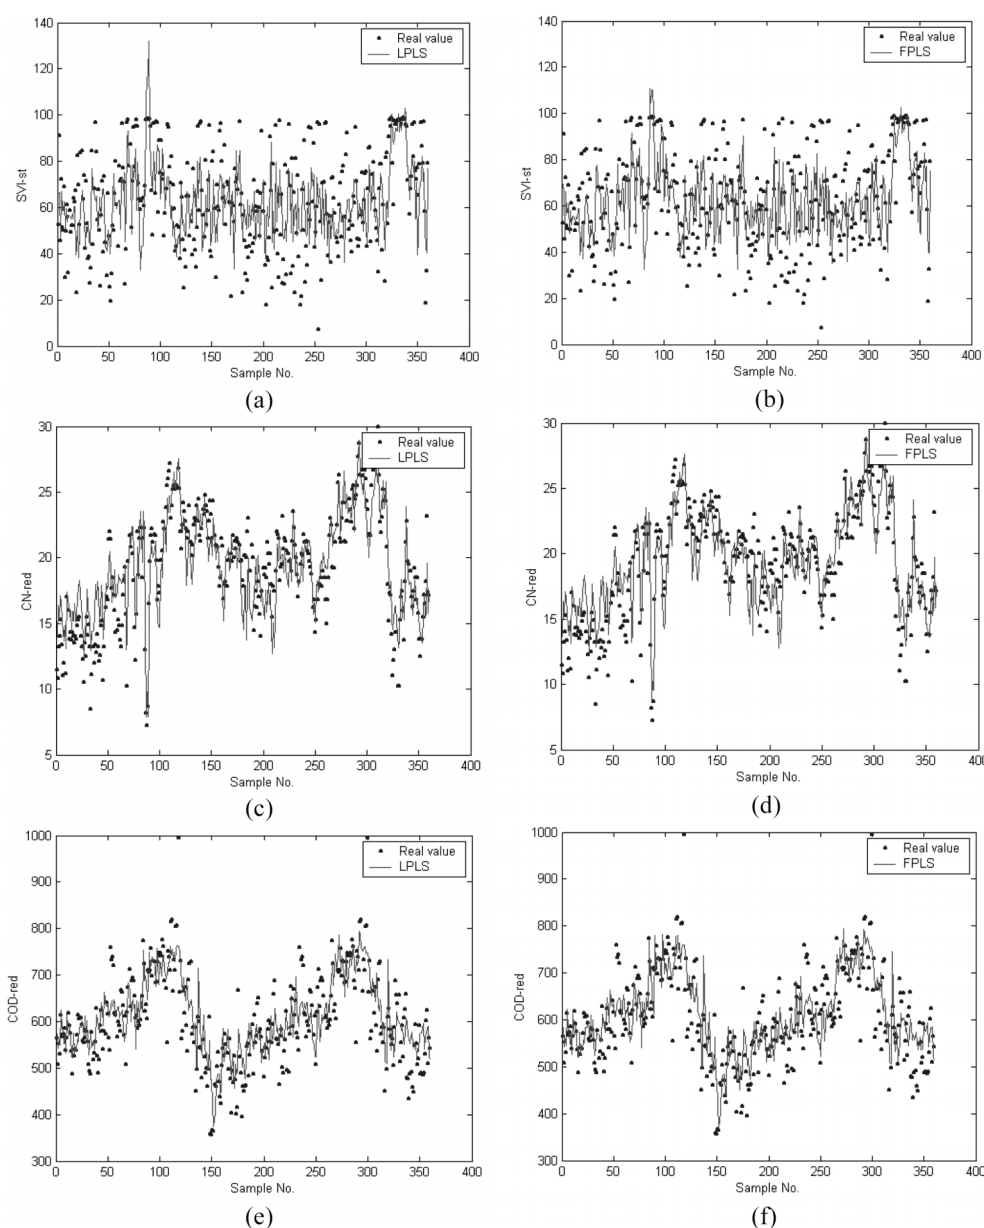 140
120
100
80
60
40
20
0
SVI-st
Real value
LPLS
0 50 100 150 200 250 300 350 400
Sample No.
(a)
140
120
100
80
60
40
20
0
SVI-st
Real value
FPLS
0 50 100 150 200 250 300 350 400
Sample No.
(b)
30
25
20
15
10
5
CN-red
Real value
LPLS
0 50 100 150 200 250 300 350 400
Sample No.
(c)
30
25
20
15
10
5
CN-red
Real value
FPLS
0 50 100 150 200 250 300 350 400
Sample No.
(d)
1000
900
800
700
600
500
400
300
COD-red
Real value
LPLS
0 50 100 150 200 250 300 350 400
Sample No.
(e)
1000
900
800
700
600
500
400
300
COD-red
Real value
FPLS
0 50 100 150 200 250 300 350 400
Sample No.
(f)